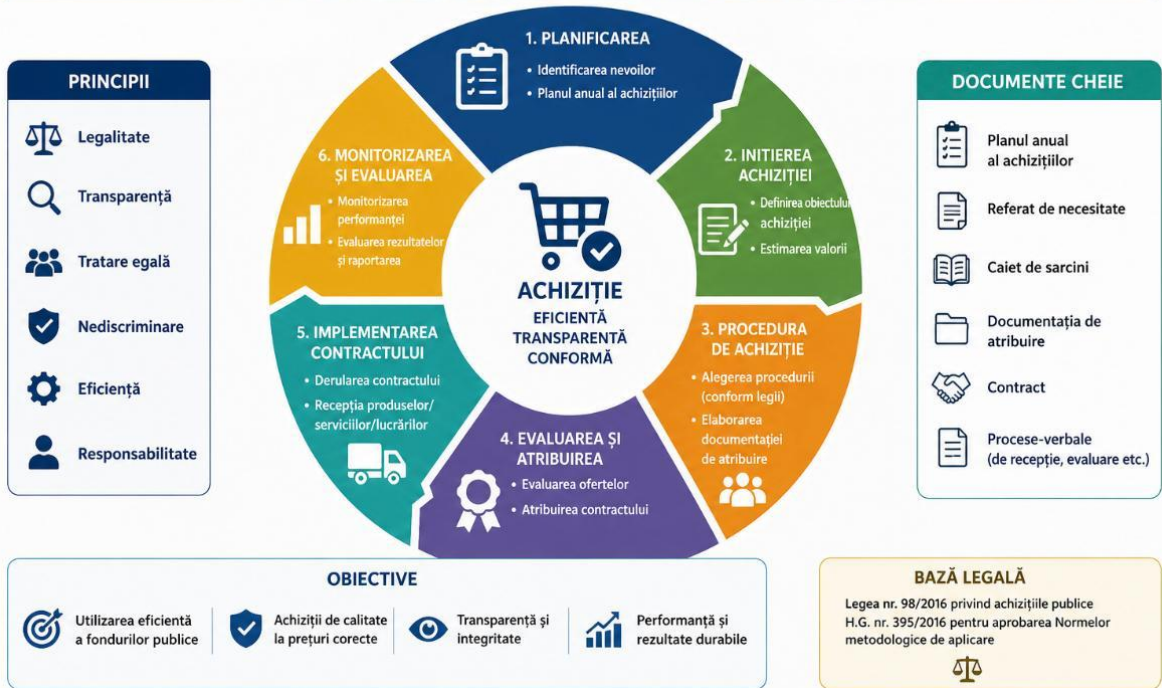 PRINCIPII
Legalitate
Transparență
Tratare egală
Nediscriminare
Eficiență
Responsabilitate
1. PLANIFICAREA
• Identificarea nevoilor
• Planul anual al achizițiilor
2. INITIEREA
ACHIZIȚIEI
• Definirea obiectului
achiziției
• Estimarea valorii
3. PROCEDURA
DE ACHIZIȚIE
• Alegerea procedurii
(conform legii)
• Elaborarea
documentației
de atribuire
4. EVALUAREA ȘI
ATRIBUIREA
• Evaluarea ofertelor
• Atribuirea contractului
5. IMPLEMENTAREA
CONTRACTULUI
• Derularea contractului
• Recepția produselor/
serviciilor/lucrărilor
6. MONITORIZAREA
ȘI EVALUAREA
• Monitorizarea
performanței
• Evaluarea rezultatelor
și raportarea
ACHIZIȚIE
EFICIENTĂ
TRANSPARENTĂ
CONFORMĂ
DOCUMENTE CHEIE
Planul anual
al achizițiilor
Referat de necesitate
Caiet de sarcini
Documentația de
atribuire
Contract
Procese-verbale
(de recepție, evaluare etc.)
OBIECTIVE
Utilizarea eficientă
a fondurilor publice
Achiziții de calitate
la prețuri corecte
Transparență și
integritate
Performanță și
rezultate durabile
BAZĂ LEGALĂ
Legea nr. 98/2016 privind achizițiile publice
H.G. nr. 395/2016 pentru aprobarea Normelor
metodologice de aplicare